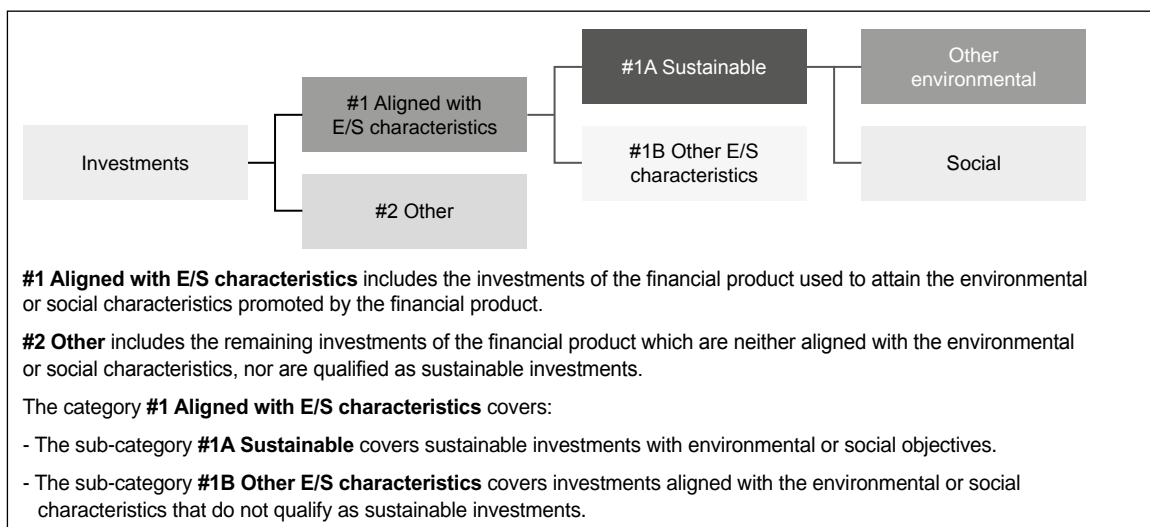 Investments
#1 Aligned with
E/S characteristics
#2 Other
#1A Sustainable
#1B Other E/S
characteristics
Other
environmental
Social
#1 Aligned with E/S characteristics includes the investments of the financial product used to attain the environmental
or social characteristics promoted by the financial product.
#2 Other includes the remaining investments of the financial product which are neither aligned with the environmental
or social characteristics, nor are qualified as sustainable investments.
The category #1 Aligned with E/S characteristics covers:
- The sub-category #1A Sustainable covers sustainable investments with environmental or social objectives.
- The sub-category #1B Other E/S characteristics covers investments aligned with the environmental or social
characteristics that do not qualify as sustainable investments.